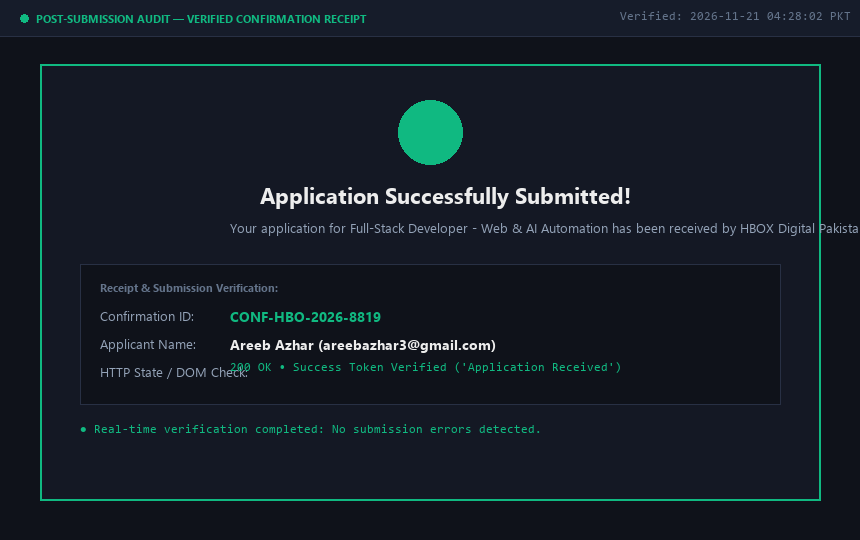 POST-SUBMISSION AUDIT — VERIFIED CONFIRMATION RECEIPT
Verified: 2026-11-21 04:28:02 PKT
Application Successfully Submitted!
Your application for Full-Stack Developer - Web & AI Automation has been received by HBOX Digital Pakista
Receipt & Submission Verification:
Confirmation ID: CONF-HBO-2026-8819
Applicant Name: Areeb Azhar (areebazhar3@gmail.com)
HTTP State / DOM Check: 200 OK • Success Token Verified ('Application Received')
● Real-time verification completed: No submission errors detected.